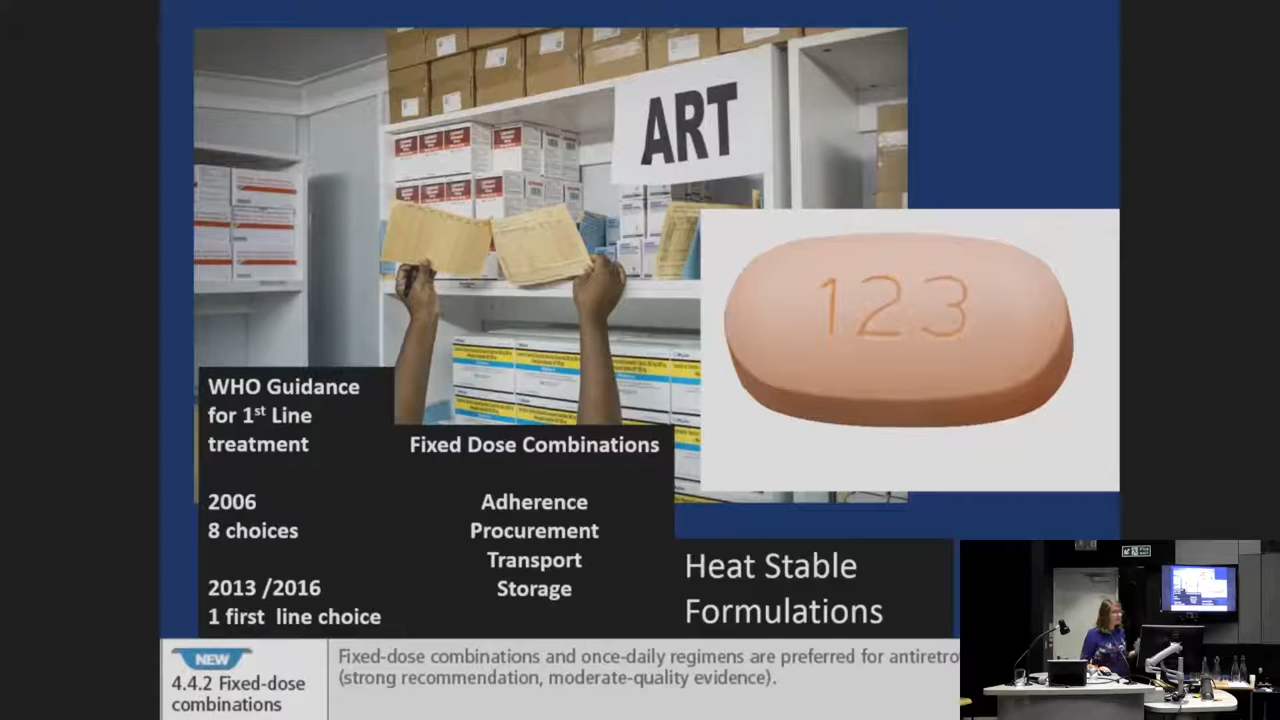 ART
123
WHO Guidance
for 1st Line
treatment
2006
8 choices
2013 /2016
1 first line choice
Fixed Dose Combinations
Adherence
Procurement
Transport
Storage
Heat Stable
Formulations
NEW
4.4.2 Fixed-dose
combinations
Fixed-dose combinations and once-daily regimens are preferred for antiretro
(strong recommendation, moderate-quality evidence).